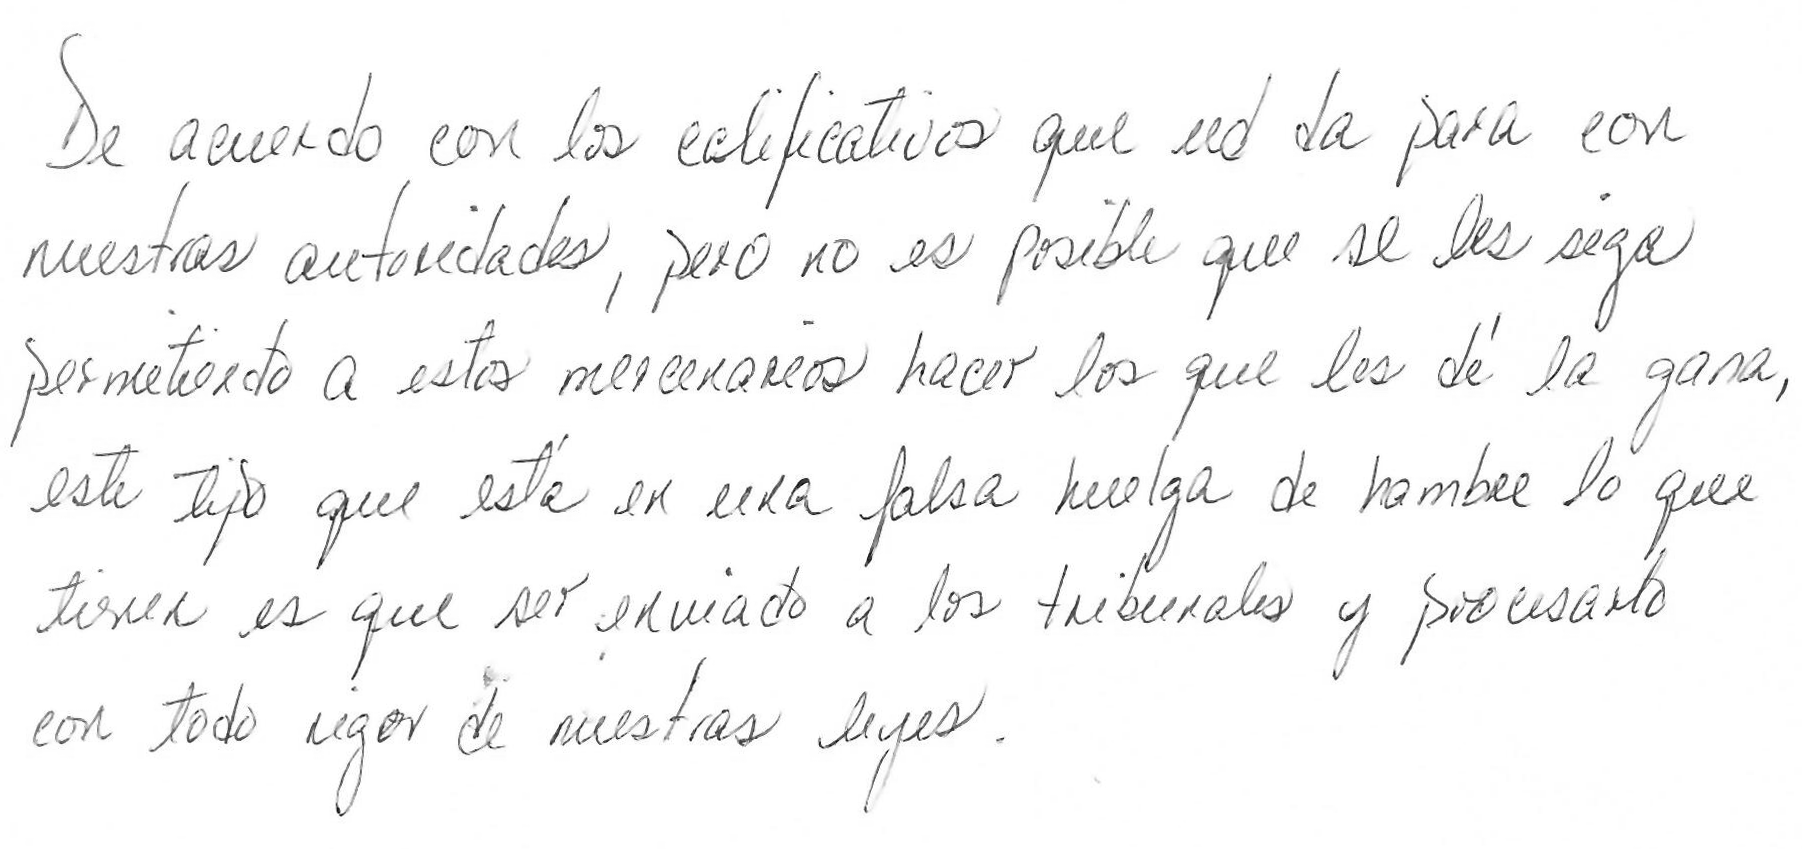 De acuerdo con los calificativos que ud da para con
nuestras autoridades, pero no es posible que se les siga
permitiendo a estos mercenarios hacer los que les dé la gana,
este tipo que está en una falsa huelga de hambre lo que
tienen es que ser enviado a los tribunales y procesarlo
con todo rigor de nuestras leyes.